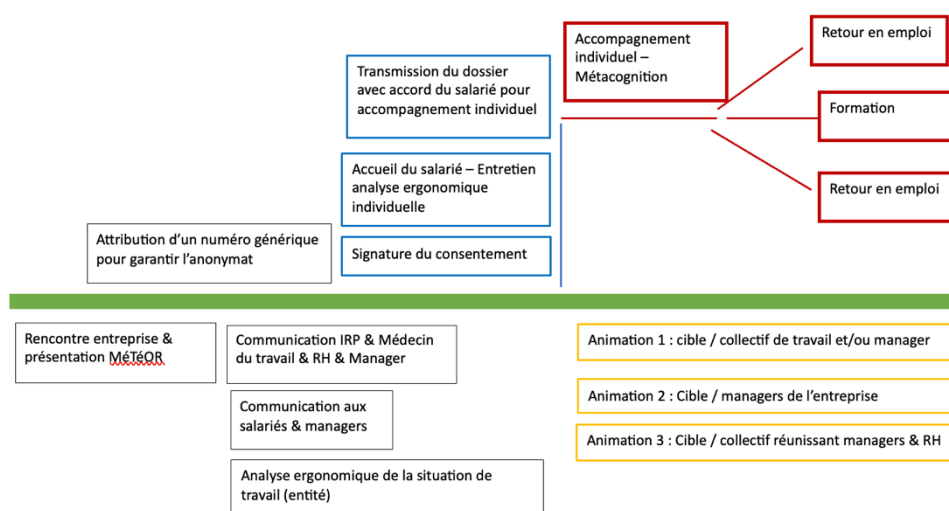 Accompagnement
individuel –
Métacognition
Retour en emploi
Transmission du dossier
avec accord du salarié pour
accompagnement individuel
Formation
Accueil du salarié – Entretien
analyse ergonomique
individuelle
Retour en emploi
Attribution d’un numéro générique
pour garantir l’anonymat
Signature du consentement
Rencontre entreprise &
présentation MéTéOR
Communication IRP & Médecin
du travail & RH & Manager
Communication aux
salariés & managers
Analyse ergonomique de la situation de
travail (entité)
Animation 1 : cible / collectif de travail et/ou manager
Animation 2 : Cible / managers de l’entreprise
Animation 3 : Cible / collectif réunissant managers & RH